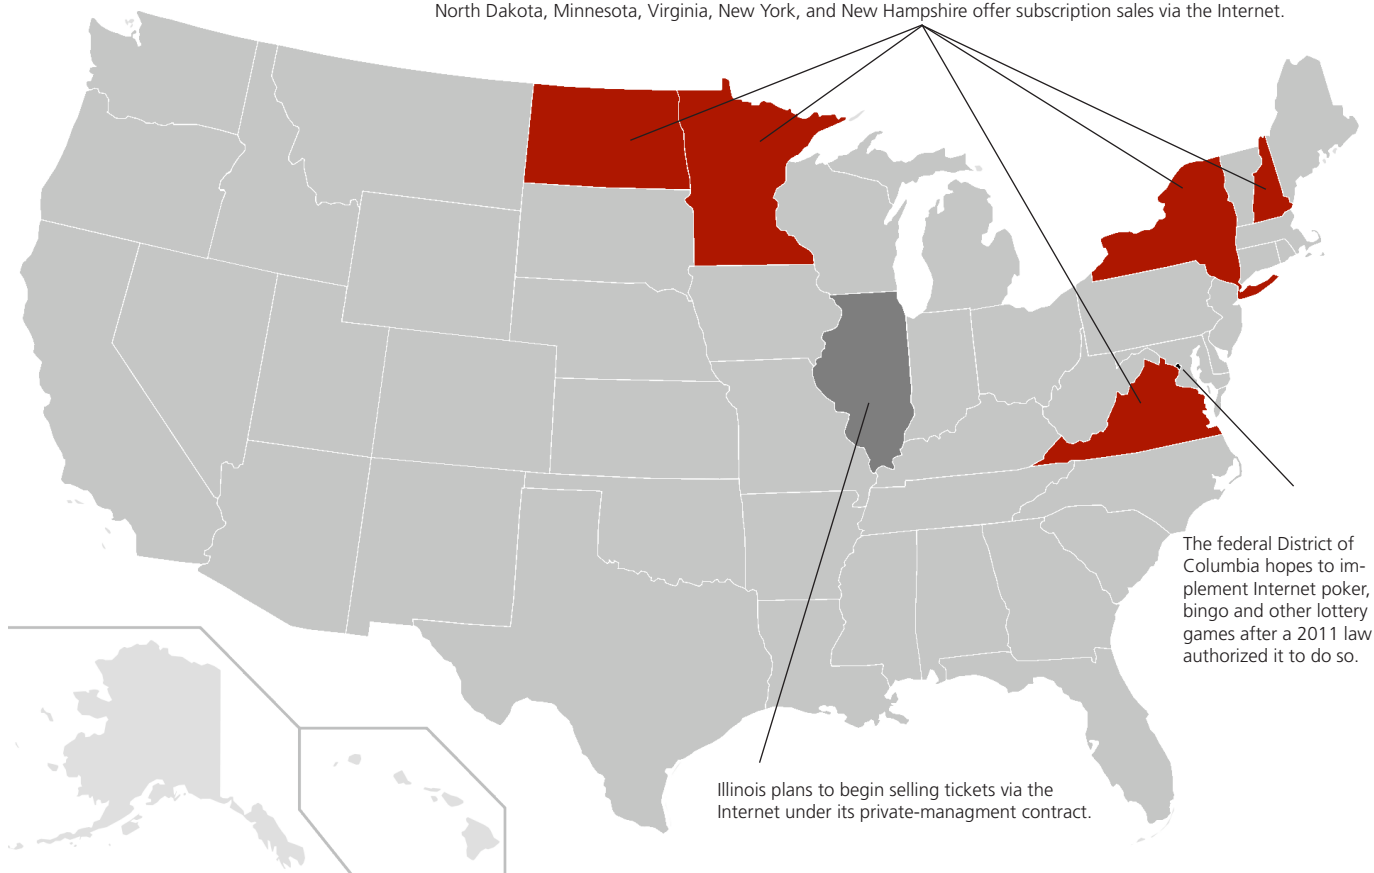 North Dakota, Minnesota, Virginia, New York, and New Hampshire offer subscription sales via the Internet.
The federal District of
Columbia hopes to im-
plement Internet poker,
bingo and other lottery
games after a 2011 law
authorized it to do so.
Illinois plans to begin selling tickets via the
Internet under its private-managment contract.